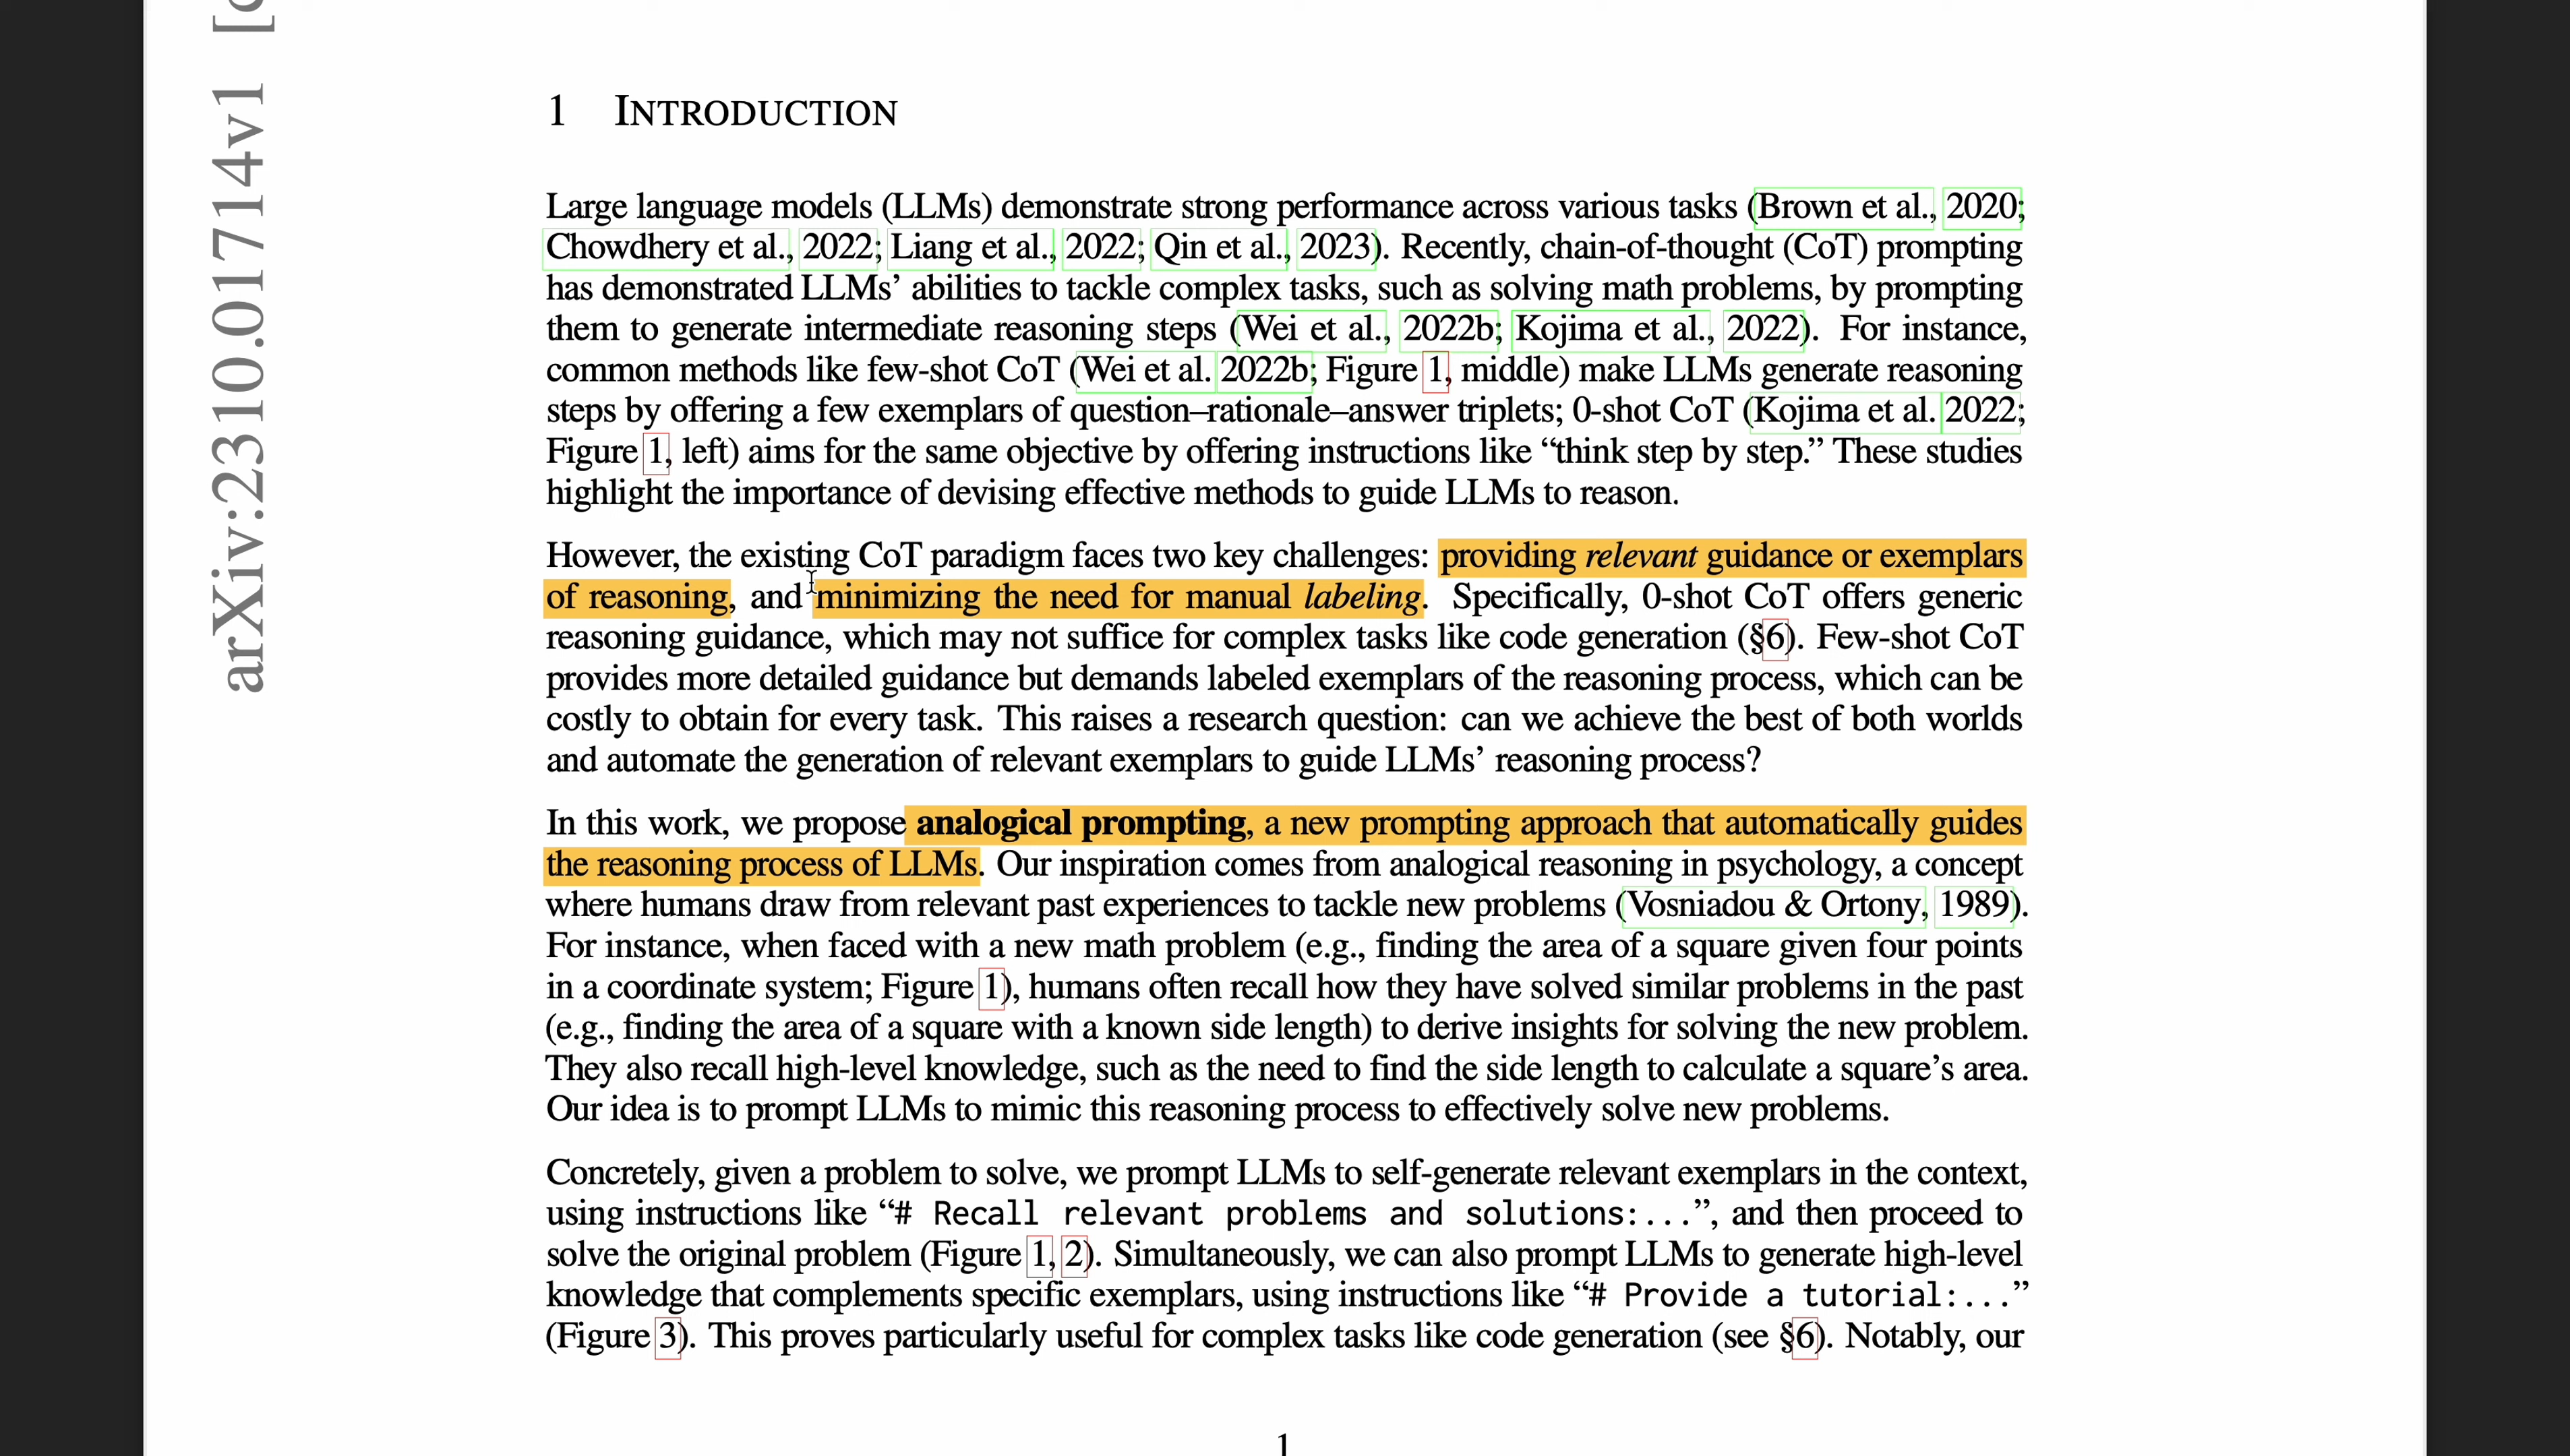 arXiv:2310.01714v1
1 INTRODUCTION
Large language models (LLMs) demonstrate strong performance across various tasks (Brown et al., 2020;
Chowdhery et al., 2022; Liang et al., 2022; Qin et al., 2023). Recently, chain-of-thought (CoT) prompting
has demonstrated LLMs’ abilities to tackle complex tasks, such as solving math problems, by prompting
them to generate intermediate reasoning steps (Wei et al., 2022b; Kojima et al., 2022). For instance,
common methods like few-shot CoT (Wei et al. 2022b; Figure 1, middle) make LLMs generate reasoning
steps by offering a few exemplars of question–rationale–answer triplets; 0-shot CoT (Kojima et al. 2022;
Figure 1, left) aims for the same objective by offering instructions like “think step by step.” These studies
highlight the importance of devising effective methods to guide LLMs to reason.
However, the existing CoT paradigm faces two key challenges: providing relevant guidance or exemplars
of reasoning, and minimizing the need for manual labeling. Specifically, 0-shot CoT offers generic
reasoning guidance, which may not suffice for complex tasks like code generation (§6). Few-shot CoT
provides more detailed guidance but demands labeled exemplars of the reasoning process, which can be
costly to obtain for every task. This raises a research question: can we achieve the best of both worlds
and automate the generation of relevant exemplars to guide LLMs’ reasoning process?
In this work, we propose analogical prompting, a new prompting approach that automatically guides
the reasoning process of LLMs. Our inspiration comes from analogical reasoning in psychology, a concept
where humans draw from relevant past experiences to tackle new problems (Vosniadou & Ortony, 1989).
For instance, when faced with a new math problem (e.g., finding the area of a square given four points
in a coordinate system; Figure 1), humans often recall how they have solved similar problems in the past
(e.g., finding the area of a square with a known side length) to derive insights for solving the new problem.
They also recall high-level knowledge, such as the need to find the side length to calculate a square’s area.
Our idea is to prompt LLMs to mimic this reasoning process to effectively solve new problems.
Concretely, given a problem to solve, we prompt LLMs to self-generate relevant exemplars in the context,
using instructions like “# Recall relevant problems and solutions:...”, and then proceed to
solve the original problem (Figure 1, 2). Simultaneously, we can also prompt LLMs to generate high-level
knowledge that complements specific exemplars, using instructions like “# Provide a tutorial:...”
(Figure 3). This proves particularly useful for complex tasks like code generation (see §6). Notably, our
1